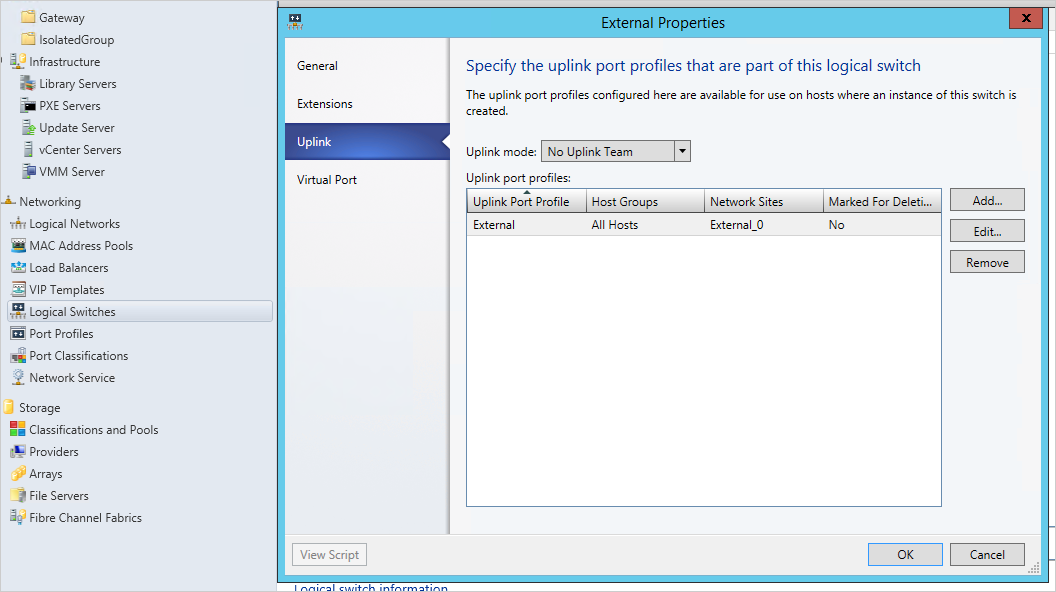 Gateway
IsolatedGroup
Infrastructure
Library Servers
PXE Servers
Update Server
vCenter Servers
VMM Server
Networking
Logical Networks
MAC Address Pools
Load Balancers
VIP Templates
Logical Switches
Port Profiles
Port Classifications
Network Service
Storage
Classifications and Pools
Providers
Arrays
File Servers
Fibre Channel Fabrics
External Properties
x
General
Extensions
Uplink
Virtual Port
Specify the uplink port profiles that are part of this logical switch
The uplink port profiles configured here are available for use on hosts where an instance of this switch is
created.
Uplink mode: No Uplink Team
Uplink port profiles:
Uplink Port Profile Host Groups Network Sites Marked For Deleti...
External All Hosts External_0 No
Add...
Edit...
Remove
View Script
OK
Cancel
Logical switch information